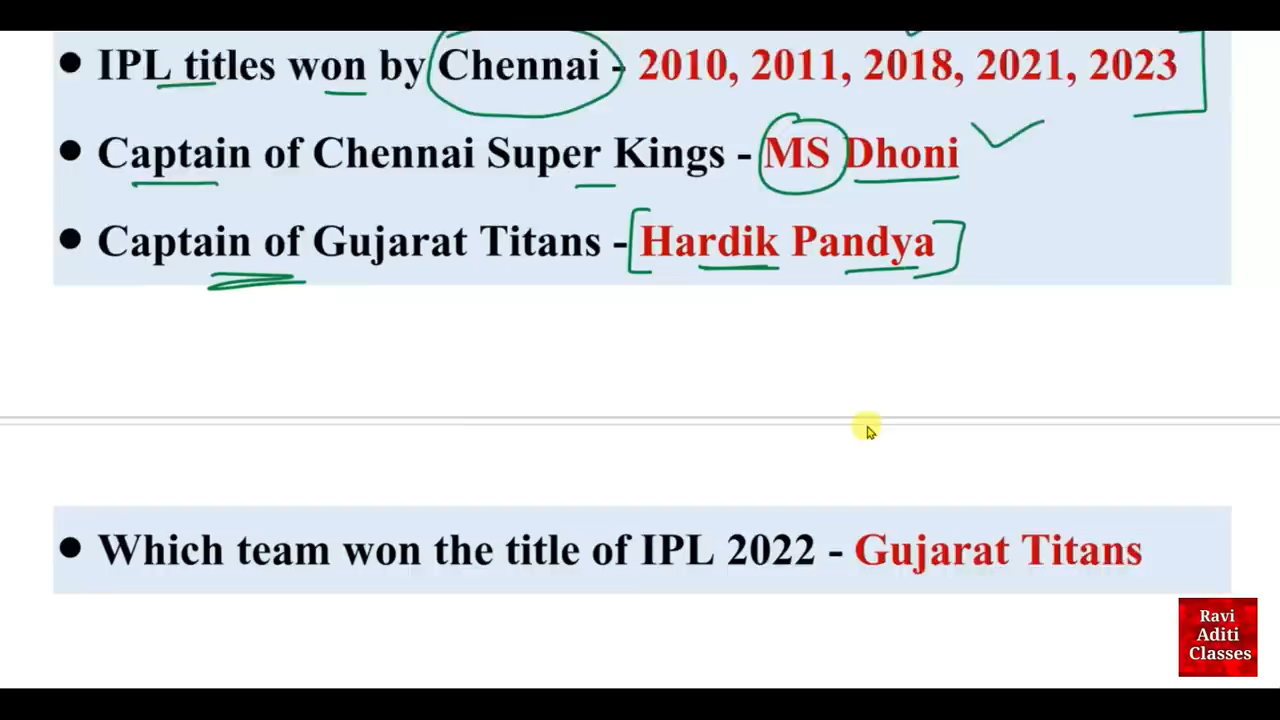 ● IPL titles won by Chennai - 2010, 2011, 2018, 2021, 2023
● Captain of Chennai Super Kings - MS Dhoni
● Captain of Gujarat Titans - Hardik Pandya
● Which team won the title of IPL 2022 - Gujarat Titans
Ravi
Aditi
Classes